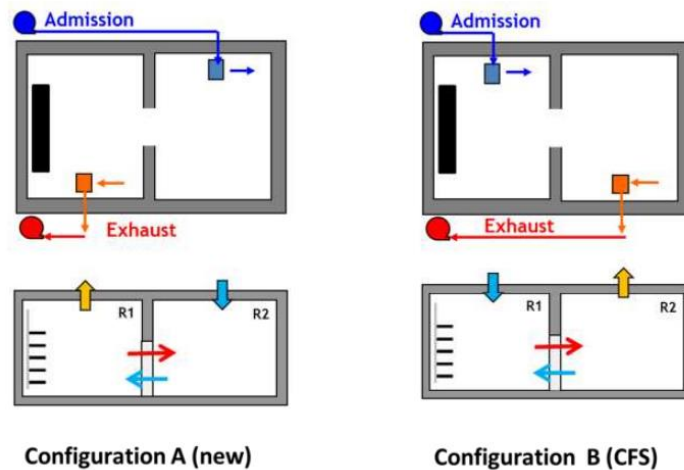 Admission
Admission
Exhaust
Exhaust
R1
R2
R1
R2
Configuration A (new)
Configuration B (CFS)